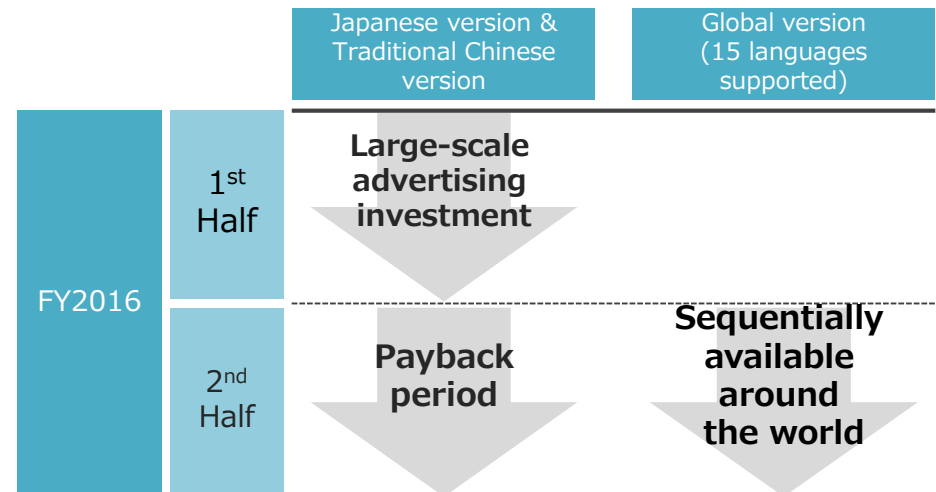 Japanese version &
Traditional Chinese
version
Global version
(15 languages
supported)
FY2016
1st
Half
Large-scale
advertising
investment
2nd
Half
Payback
period
Sequentially
available
around
the world